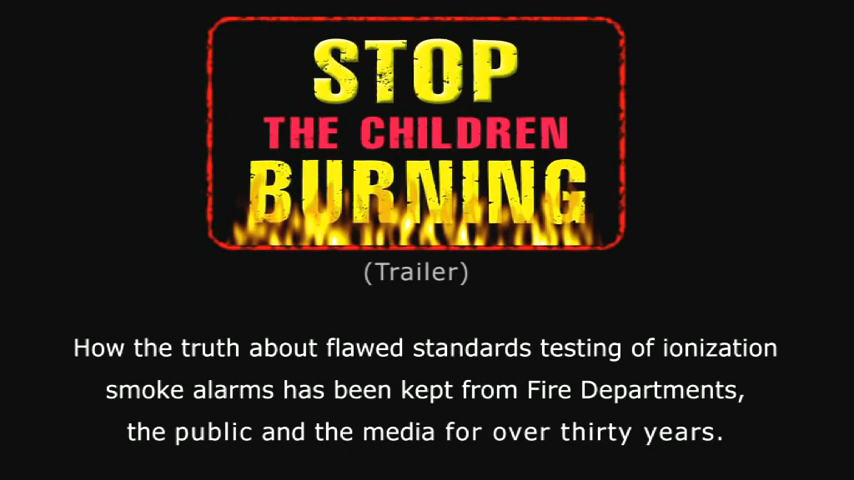 STOP
THE CHILDREN
BURNING
(Trailer)
How the truth about flawed standards testing of ionization
smoke alarms has been kept from Fire Departments,
the public and the media for over thirty years.